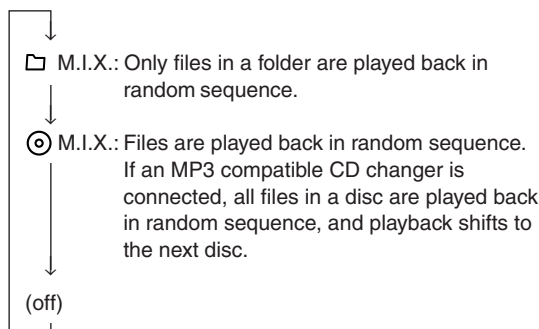 M.I.X.: Only files in a folder are played back in
random sequence.
M.I.X.: Files are played back in random sequence.
If an MP3 compatible CD changer is
connected, all files in a disc are played back
in random sequence, and playback shifts to
the next disc.
(off)